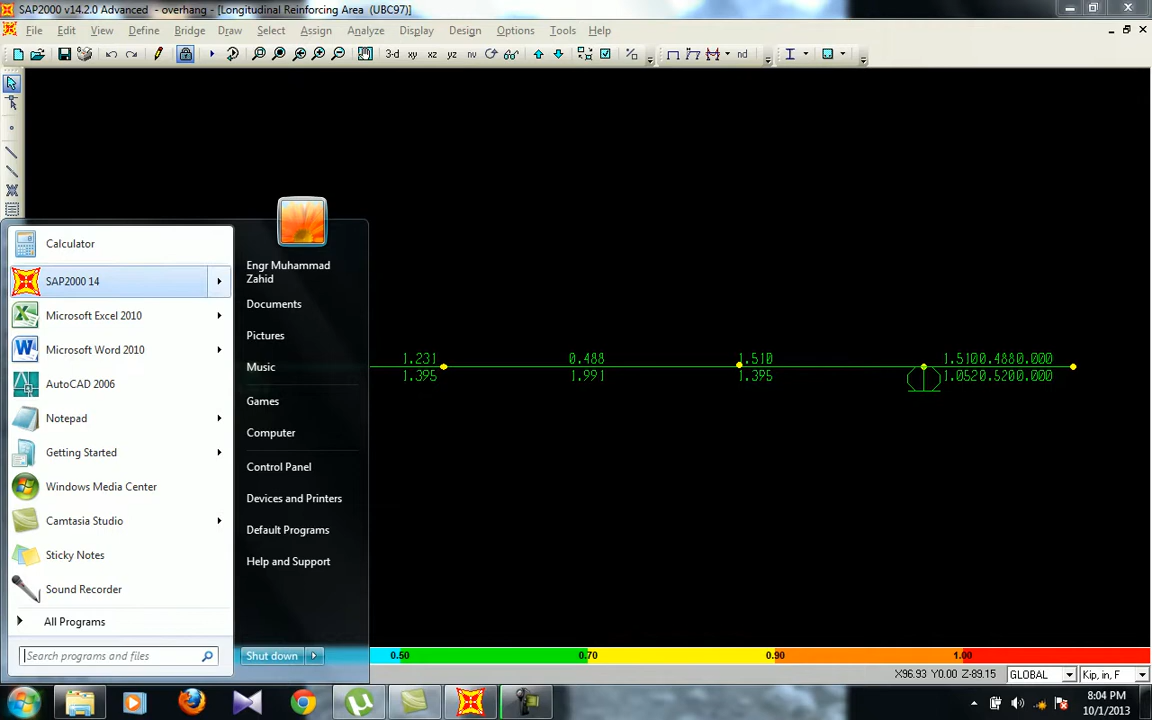 SAP2000 v14.2.0 Advanced - overhang - [Longitudinal Reinforcing Area (UBC97)]
File Edit View Define Bridge Draw Select Assign Analyze Display Design Options Tools Help
3-d xy xz yz nv nd
Calculator
SAP2000 14
Microsoft Excel 2010
Microsoft Word 2010
AutoCAD 2006
Notepad
Getting Started
Windows Media Center
Camtasia Studio
Sticky Notes
Sound Recorder
All Programs
Search programs and files
Engr Muhammad
Zahid
Documents
Pictures
Music
Games
Computer
Control Panel
Devices and Printers
Default Programs
Help and Support
Shut down
1.231 0.488 1.510 1.5100.4880.000
1.395 1.991 1.395 1.0520.5200.000
0.50 0.70 0.90 1.00
X96.93 Y0.00 Z-89.15 GLOBAL Kip, in, F
8:04 PM
10/1/2013